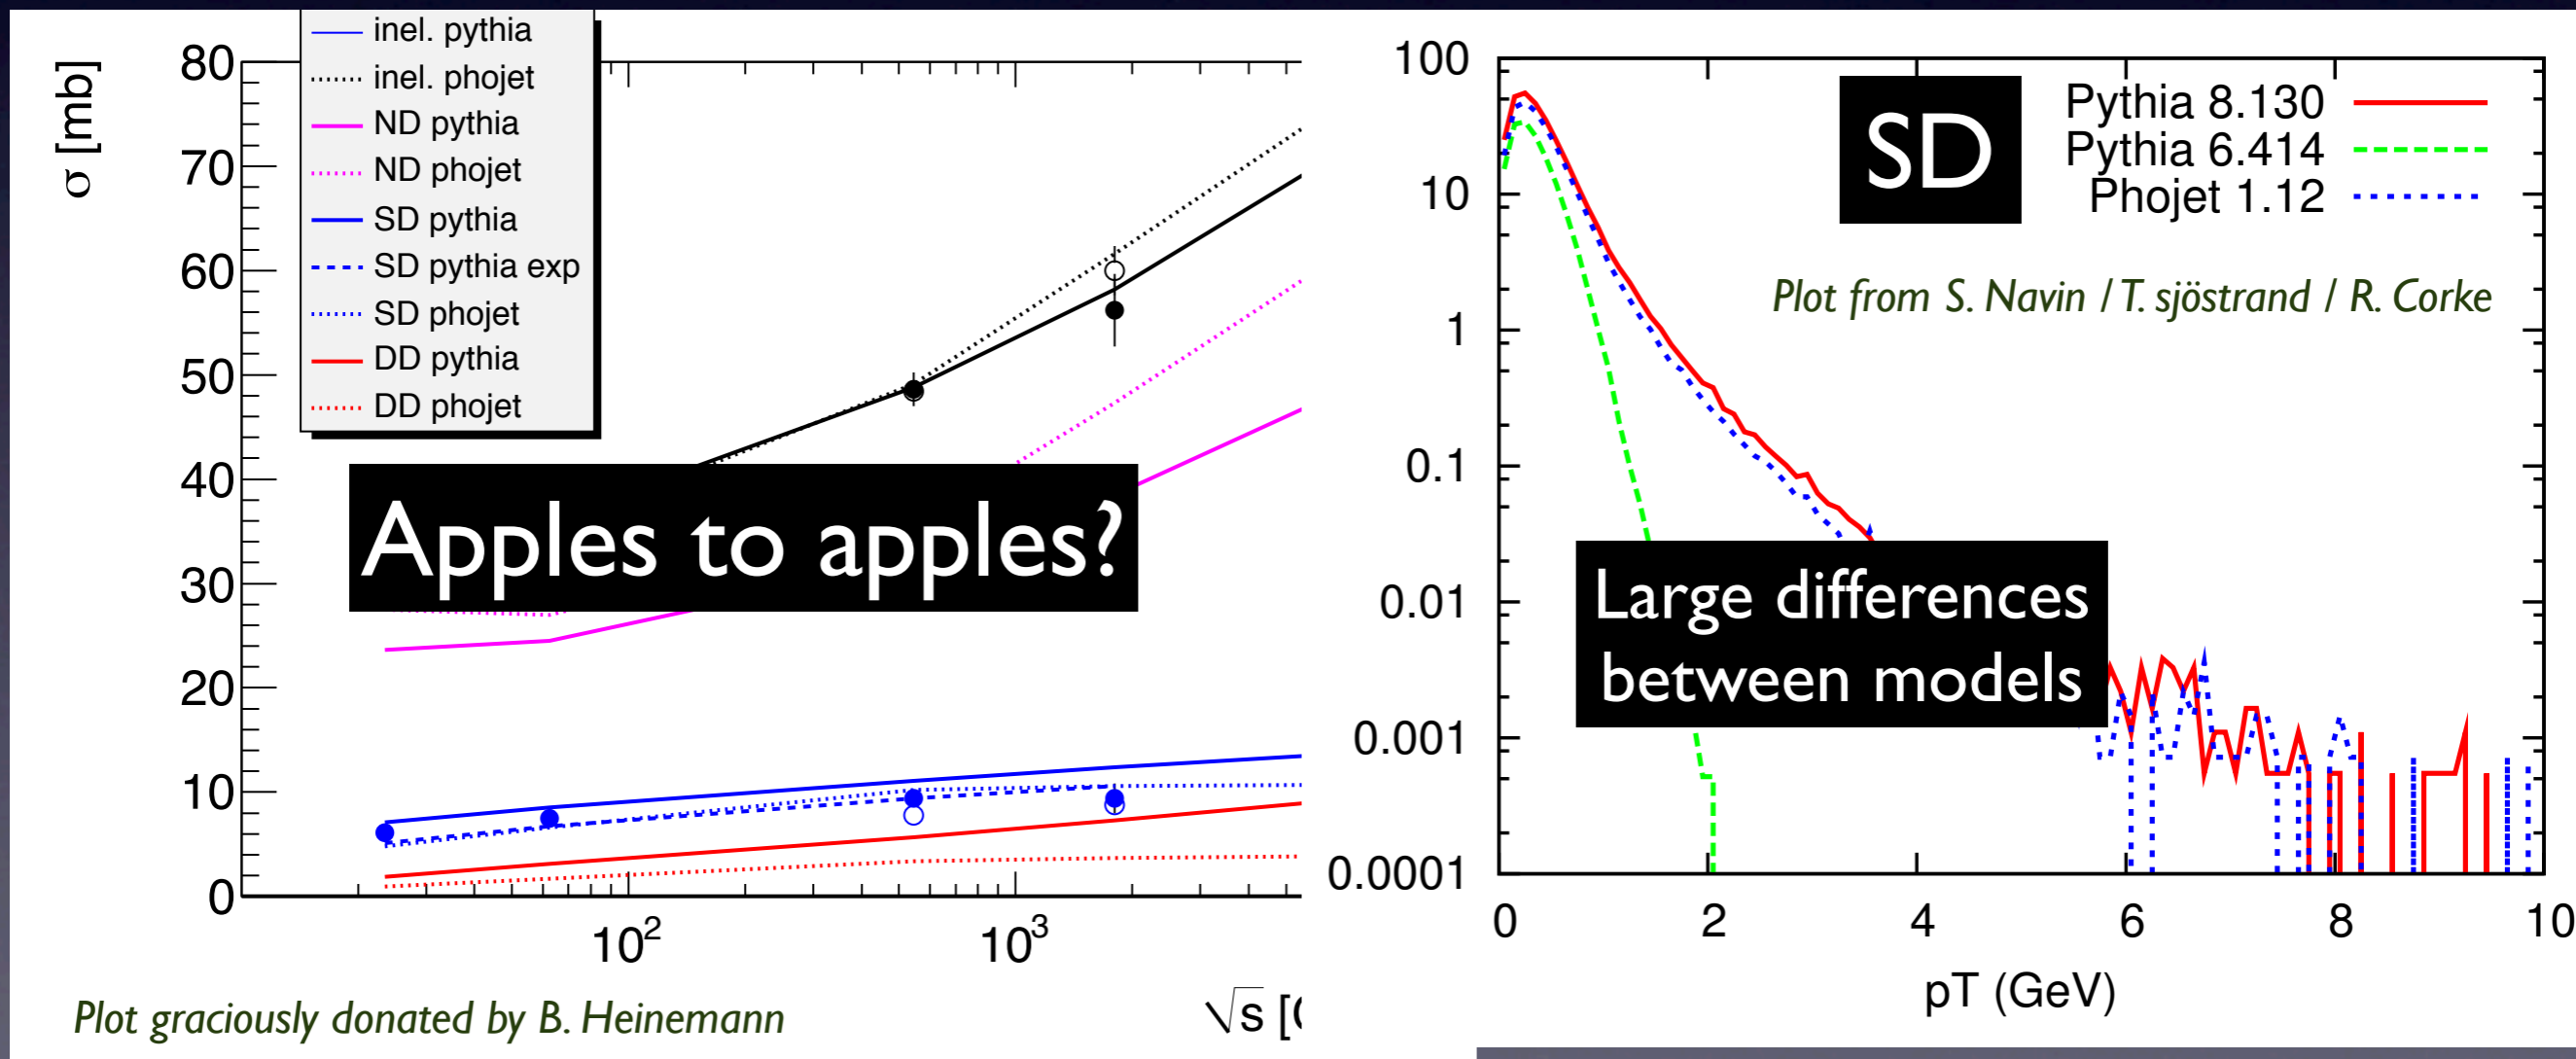 σ [mb]
80
70
60
50
40
30
20
10
0
inel. pythia
inel. phojet
ND pythia
ND phojet
SD pythia
SD pythia exp
SD phojet
DD pythia
DD phojet
Apples to apples?
10²
10³
√s [
Plot graciously donated by B. Heinemann
100
10
1
0.1
0.01
0.001
0.0001
SD
Pythia 8.130
Pythia 6.414
Phojet 1.12
Plot from S. Navin / T. sjöstrand / R. Corke
Large differences
between models
0 2 4 6 8 10
pT (GeV)